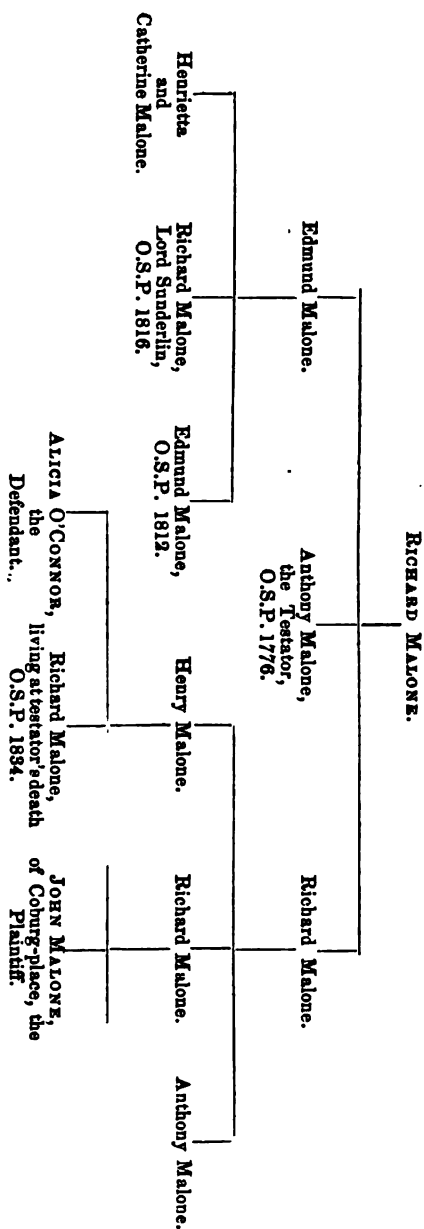 RICHARD MALONE.
Edmund Malone.
Anthony Malone,
the Testator,
O.S.P. 1776.
Richard Malone.
Henrietta
and
Catherine Malone.
Richard Malone,
Lord Sunderlin,
O.S.P. 1816.
Edmund Malone,
O.S.P. 1812.
Henry Malone.
Richard Malone.
Anthony Malone.
ALICIA O'CONNOR,
the
Defendant..,
Richard Malone,
living at testator's death
O.S.P. 1834.
JOHN MALONE,
of Coburg-place, the
Plaintiff.